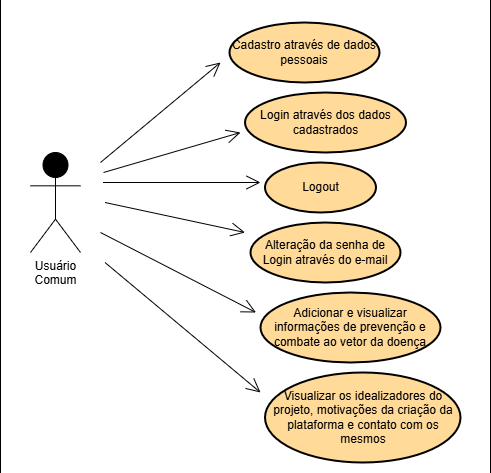 Cadastro através de dados
pessoais
Login através dos dados
cadastrados
Logout
Usuário
Comum
Alteração da senha de
Login através do e-mail
Adicionar e visualizar
informações de prevenção e
combate ao vetor da doença
Visualizar os idealizadores do
projeto, motivações da criação da
plataforma e contato com os
mesmos